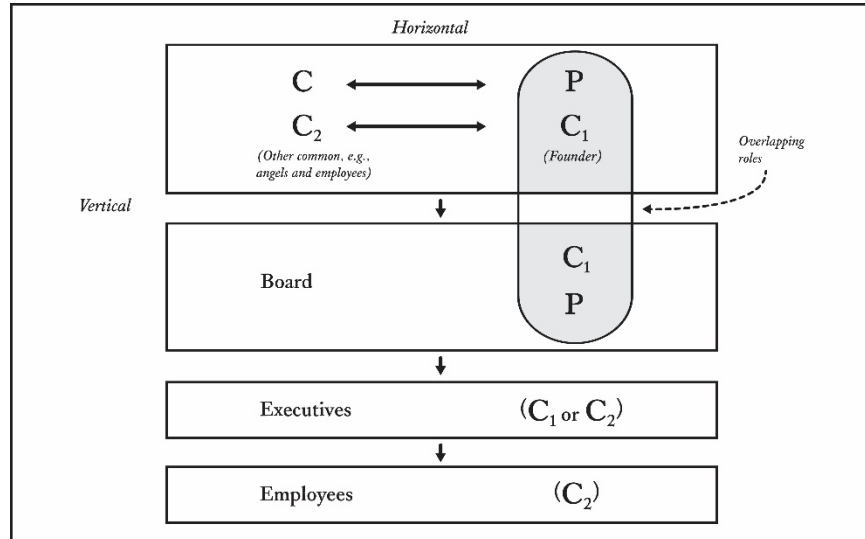 Horizontal
C P
C₂ C₁
(Other common, e.g., (Founder)
angels and employees)
Overlapping
roles
Vertical
C₁
Board
P
Executives (C₁ or C₂)
Employees (C₂)